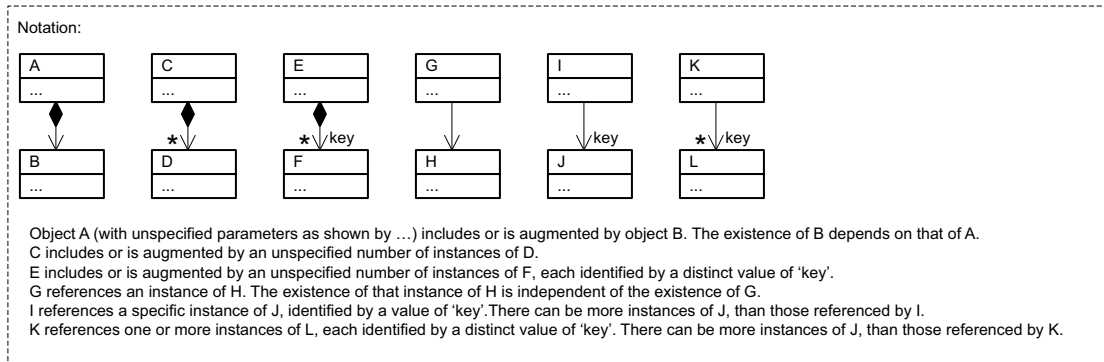 Notation:
A C E G I K
... ... ... ... ... ...
* * key key * key
B D F H J L
... ... ... ... ... ...
Object A (with unspecified parameters as shown by ...) includes or is augmented by object B. The existence of B depends on that of A.
C includes or is augmented by an unspecified number of instances of D.
E includes or is augmented by an unspecified number of instances of F, each identified by a distinct value of ‘key’.
G references an instance of H. The existence of that instance of H is independent of the existence of G.
I references a specific instance of J, identified by a value of ‘key’.There can be more instances of J, than those referenced by I.
K references one or more instances of L, each identified by a distinct value of ‘key’. There can be more instances of J, than those referenced by K.